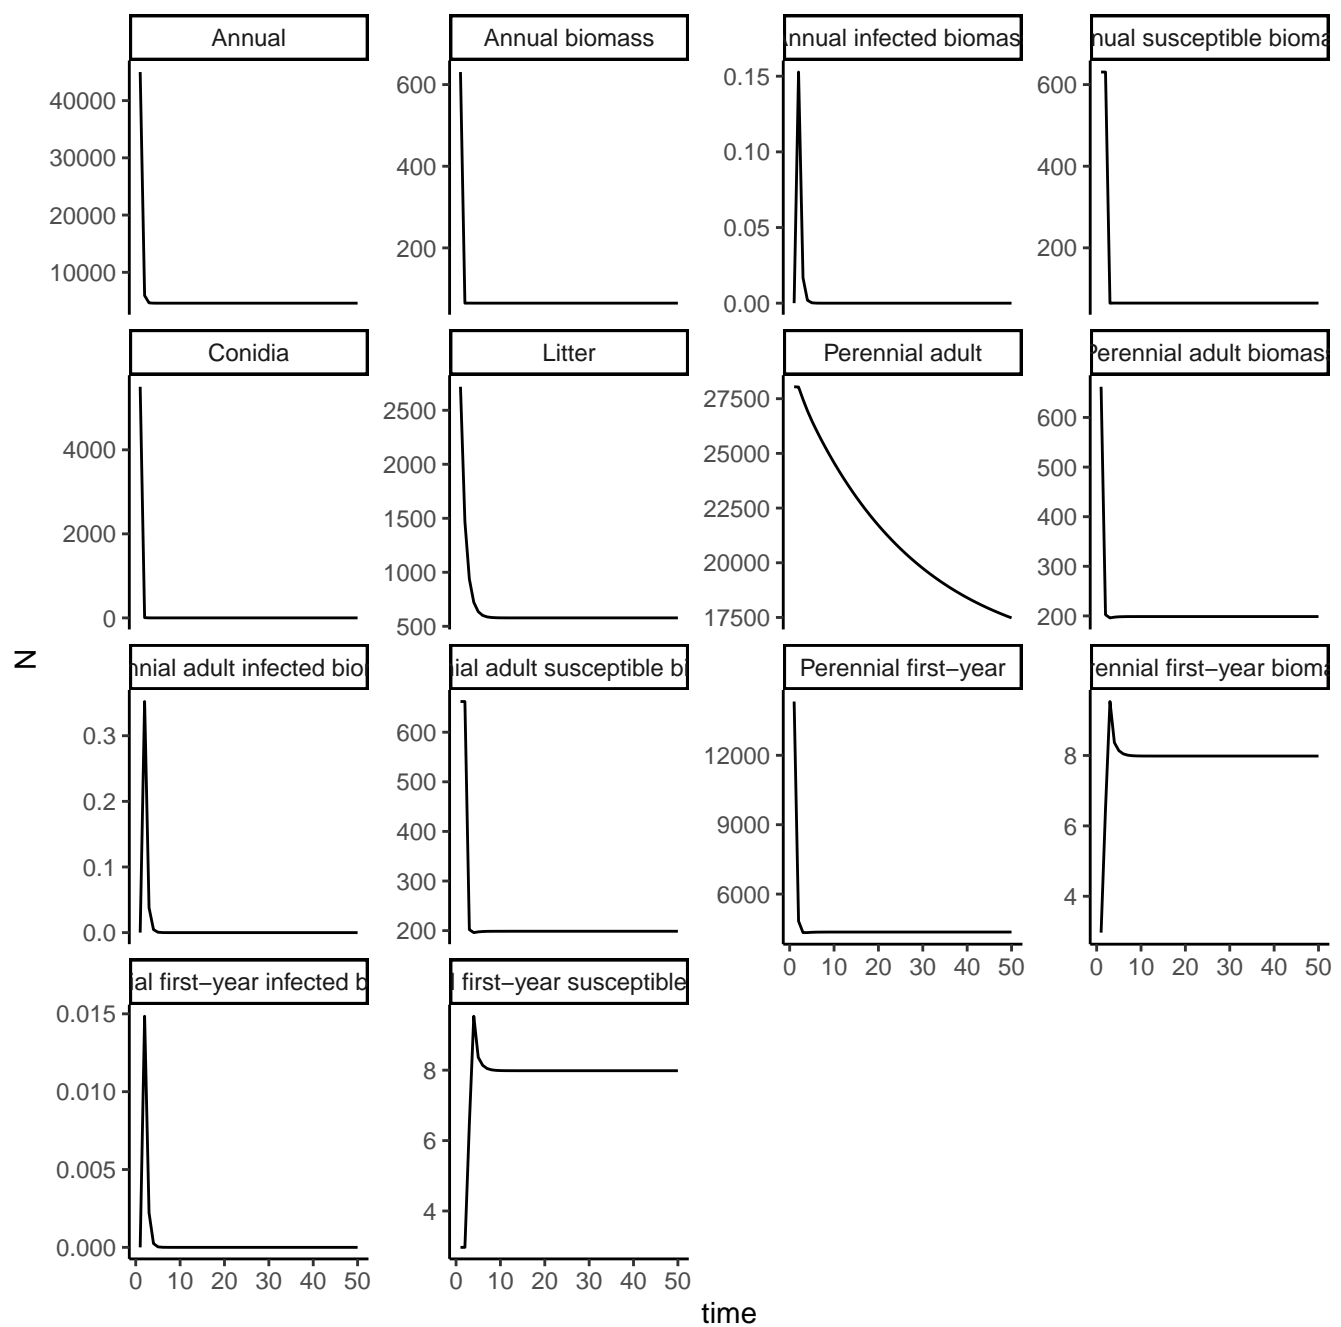 Annual
Annual biomass
nnual infected biomas
nual susceptible bioma
40000
30000
20000
10000
600
400
200
0.15
0.10
0.05
0.00
600
400
200
Conidia
Litter
Perennial adult
Perennial adult biomas
4000
2000
0
2500
2000
1500
1000
500
27500
25000
22500
20000
17500
600
500
400
300
200
N
nnial adult infected bio
ial adult susceptible b
Perennial first−year
ennial first−year bioma
0.3
0.2
0.1
0.0
600
500
400
300
200
12000
9000
6000
8
6
4
0 10 20 30 40 50
0 10 20 30 40 50
ial first−year infected b
first−year susceptible
0.015
0.010
0.005
0.000
8
6
4
0 10 20 30 40 50
0 10 20 30 40 50
time